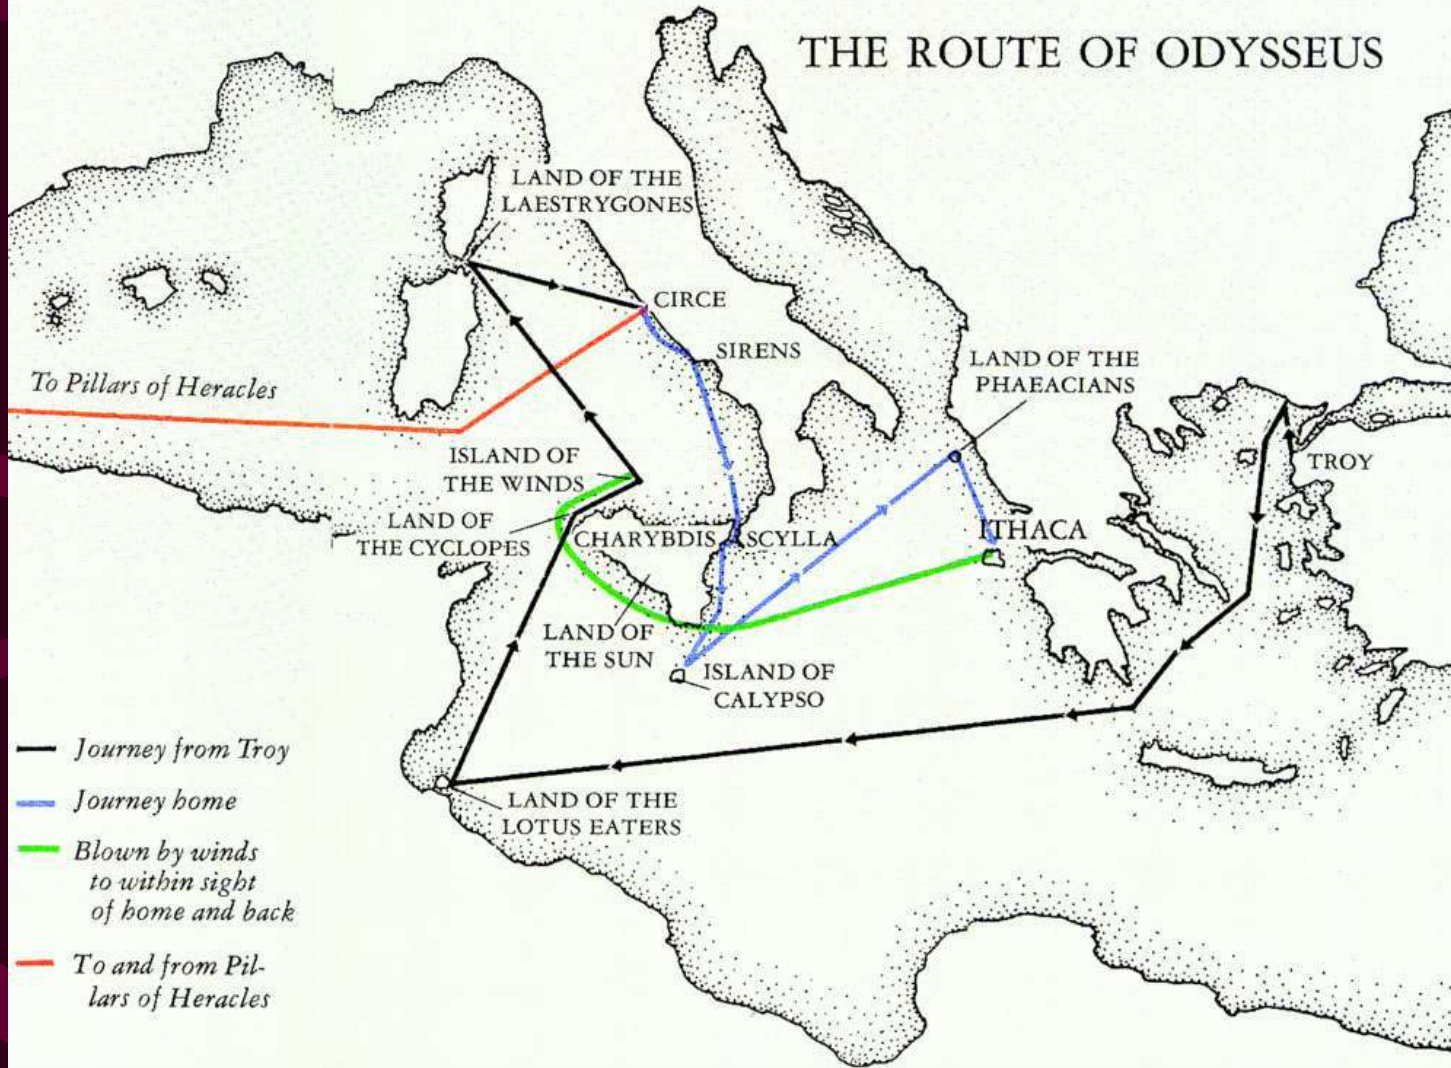 THE ROUTE OF ODYSSEUS
LAND OF THE
LAESTRYGONES
CIRCE
SIRENS
To Pillars of Heracles
LAND OF THE
PHAEACIANS
ISLAND OF
THE WINDS
TROY
LAND OF
THE CYCLOPES
CHARYBDIS
SCYLLA
ITHACA
LAND OF
THE SUN
ISLAND OF
CALYPSO
LAND OF THE
LOTUS EATERS
Journey from Troy
Journey home
Blown by winds
to within sight
of home and back
To and from Pil-
lars of Heracles